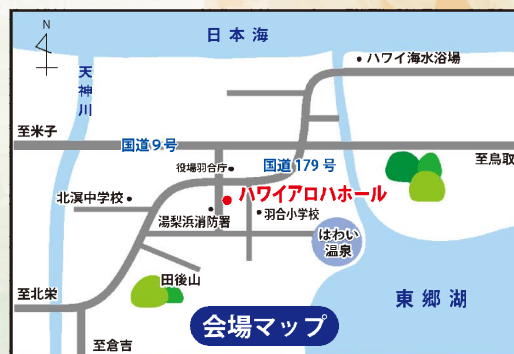 N
日本海
ハワイ海水浴場
天神川
至米子
国道9号
至鳥取
役場羽合庁
国道179号
北溟中学校
ハワイアロハホール
湯梨浜消防署
羽合小学校
はわい
温泉
田後山
至北栄
東郷湖
会場マップ
至倉吉